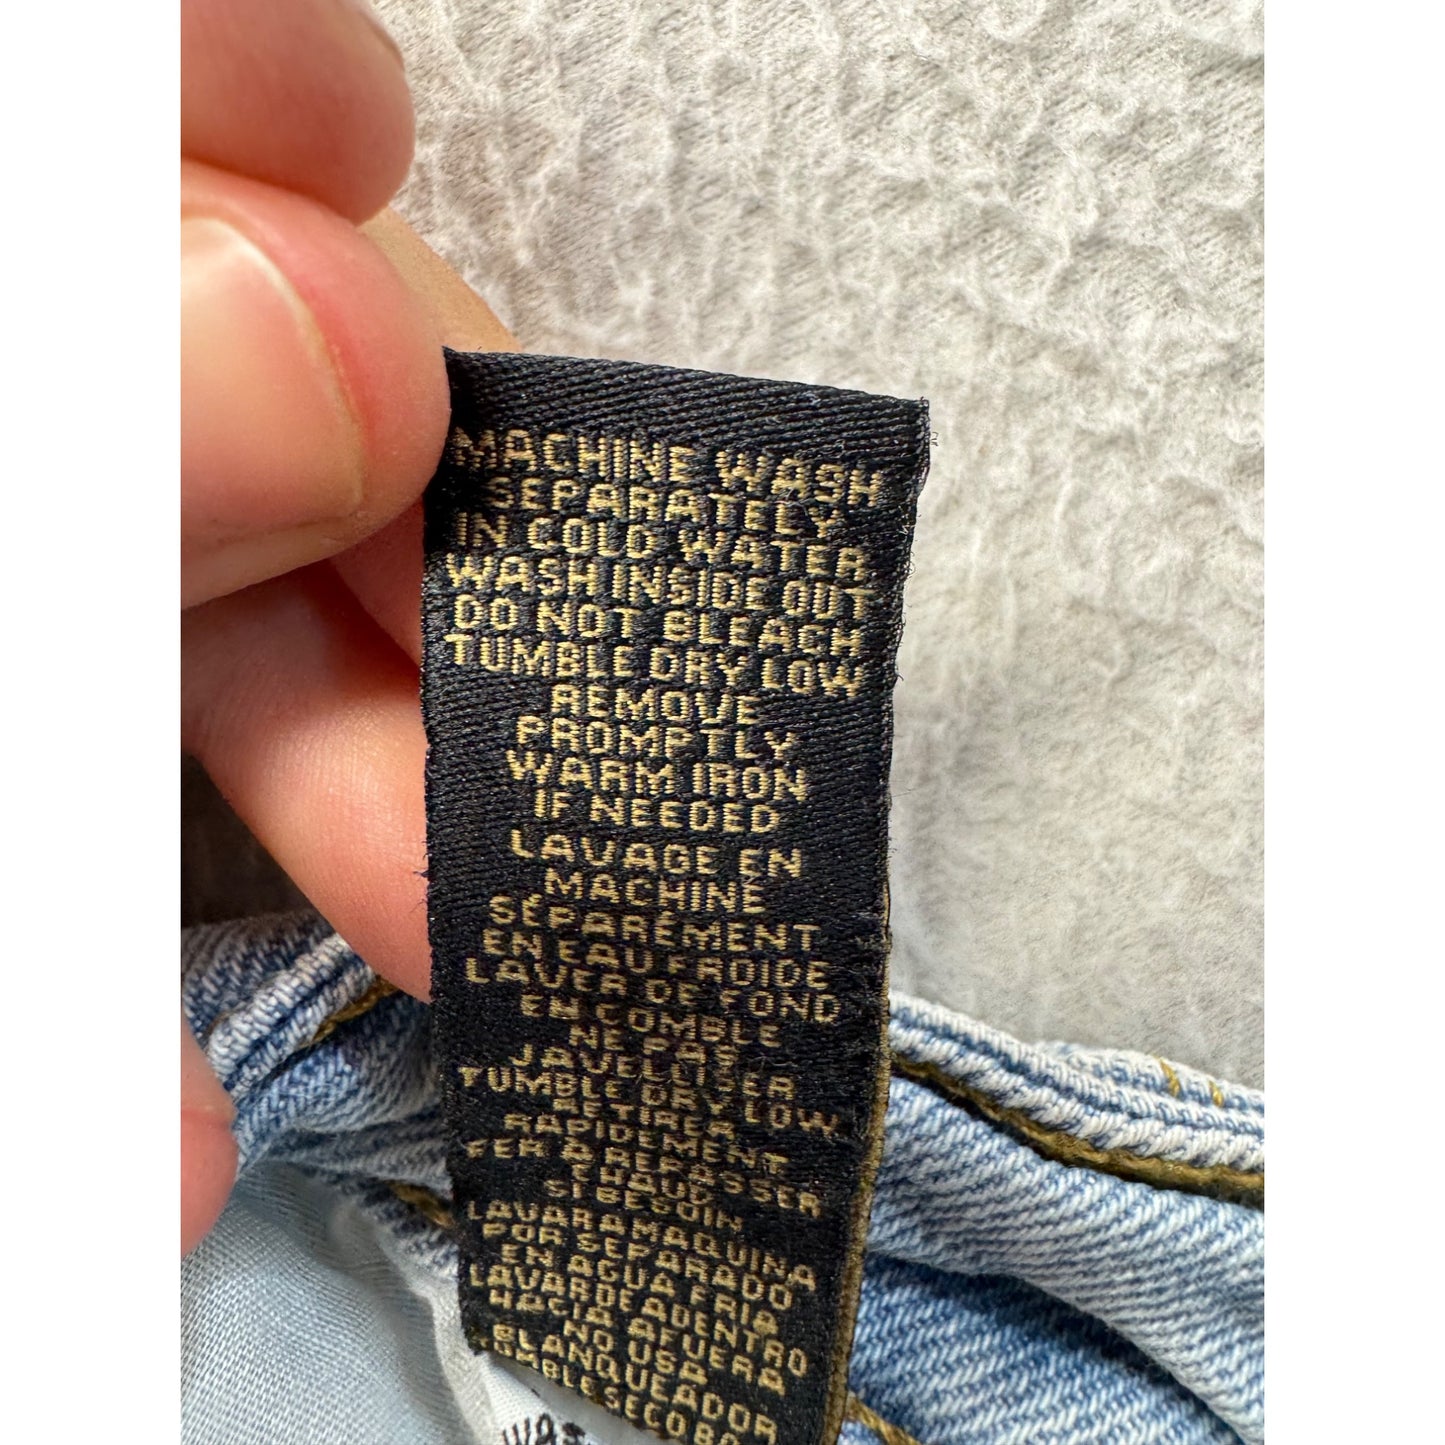 MACHINE WASH
SEPARATELY
IN COLD WATER
WASH INSIDE OUT
DO NOT BLEACH
TUMBLE DRY LOW
REMOVE
PROMPTLY
WARM IRON
IF NEEDED
LAVAGE EN
MACHINE
SÉPARÉMENT
EN EAU FROIDE
LAVER DE FOND
EN COMBLE
NE PAS
JAVELLISER
TUMBLE DRY LOW
RETIRER
RAPIDEMENT
FER À REPASSER
CHAUD
SI BESOIN
LAVAR A MAQUINA
POR SEPARADO
EN AGUA FRIA
LAVAR DE ADENTRO
HACIA AFUERA
NO USA
BLANQUEADOR